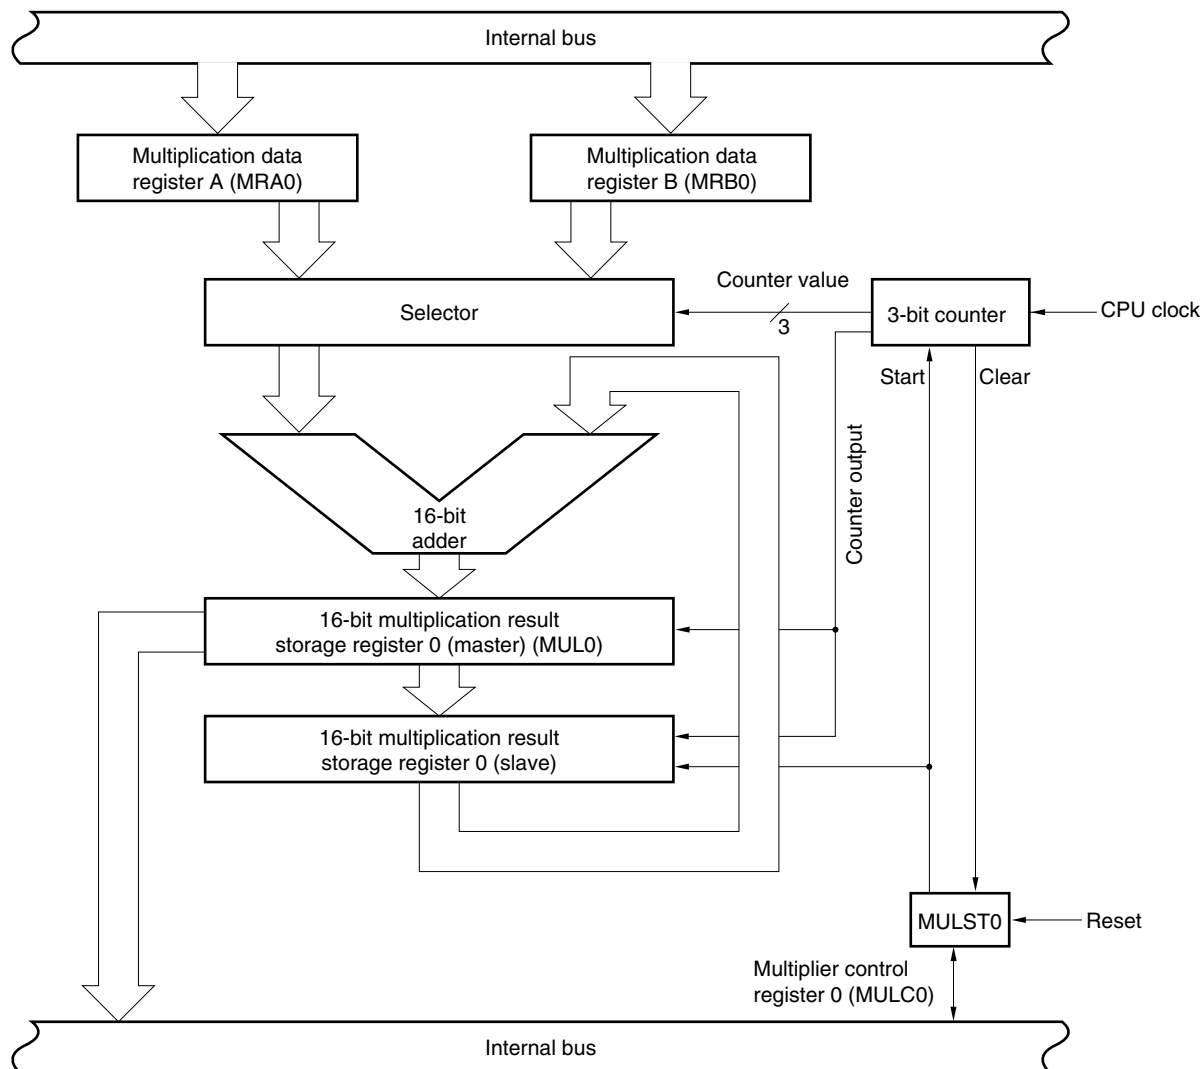 Internal bus
Multiplication data
register A (MRA0)
Multiplication data
register B (MRB0)
Counter value
3
Selector
3-bit counter
CPU clock
Start
Clear
Counter output
16-bit
adder
16-bit multiplication result
storage register 0 (master) (MUL0)
16-bit multiplication result
storage register 0 (slave)
MULST0
Reset
Multiplier control
register 0 (MULC0)
Internal bus